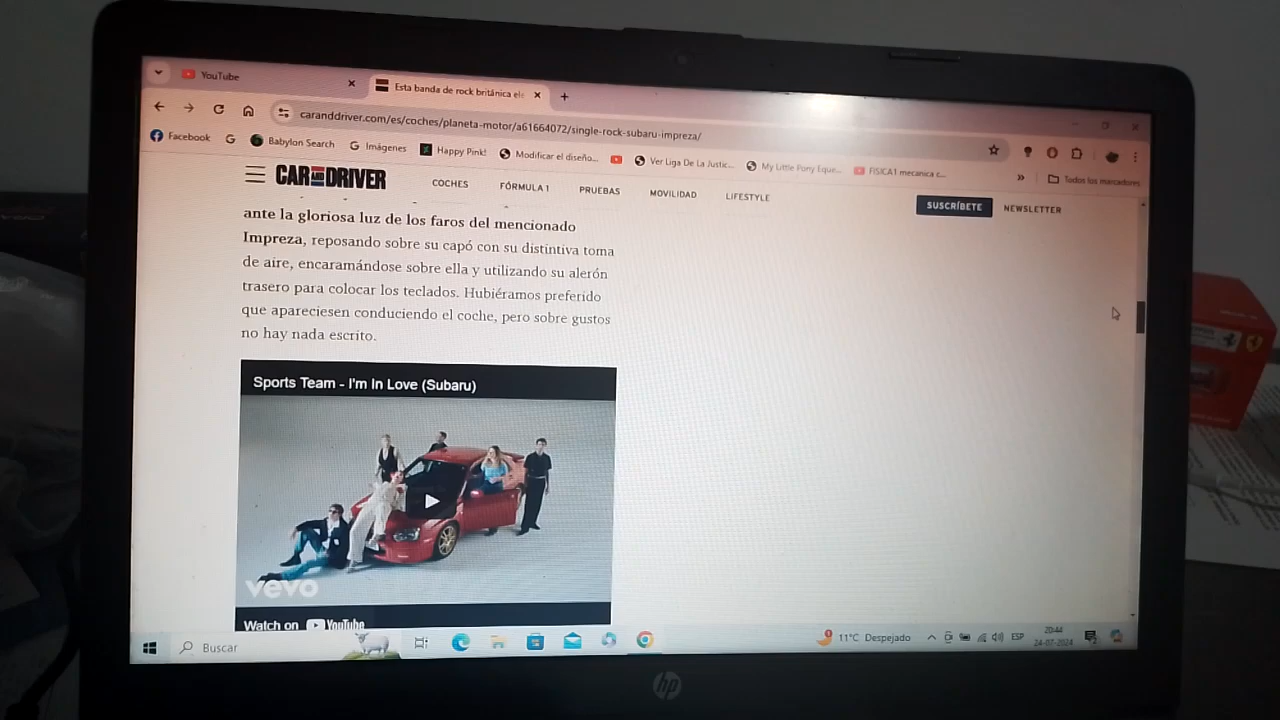 YouTube
Esta banda de rock británica ele
caranddriver.com/es/coches/planeta-motor/a61664072/single-rock-subaru-impreza/
Facebook
Babylon Search
Imágenes
Happy Pink!
Modificar el diseño...
Ver Liga De La Justic...
My Little Pony Eque...
FISICA1 mecanica c...
» Todos los marcadores
CAR AND DRIVER
COCHES
FÓRMULA 1
PRUEBAS
MOVILIDAD
LIFESTYLE
SUSCRÍBETE
NEWSLETTER
ante la gloriosa luz de los faros del mencionado
Impreza, reposando sobre su capó con su distintiva toma
de aire, encaramándose sobre ella y utilizando su alerón
trasero para colocar los teclados. Hubiéramos preferido
que apareciesen conduciendo el coche, pero sobre gustos
no hay nada escrito.
Sports Team - I'm In Love (Subaru)
vevo
Watch on YouTube
Buscar
11°C Despejado
ESP
20:44
24-07-2024
hp